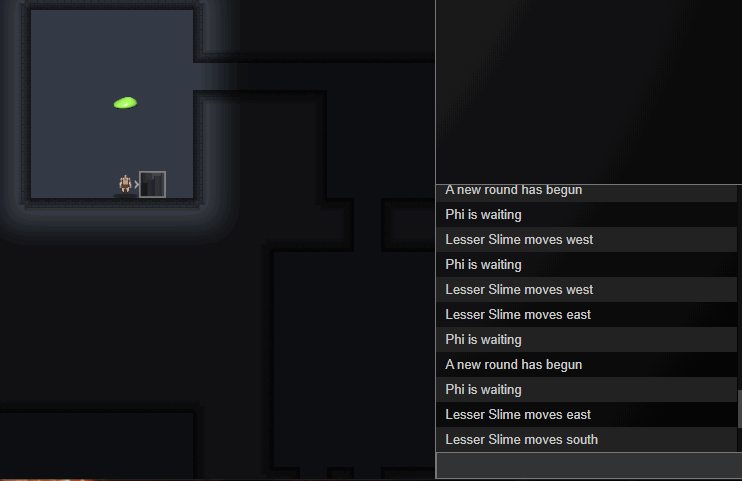 A new round has begun
Phi is waiting
Lesser Slime moves west
Phi is waiting
Lesser Slime moves west
Lesser Slime moves east
Phi is waiting
A new round has begun
Phi is waiting
Lesser Slime moves east
Lesser Slime moves south